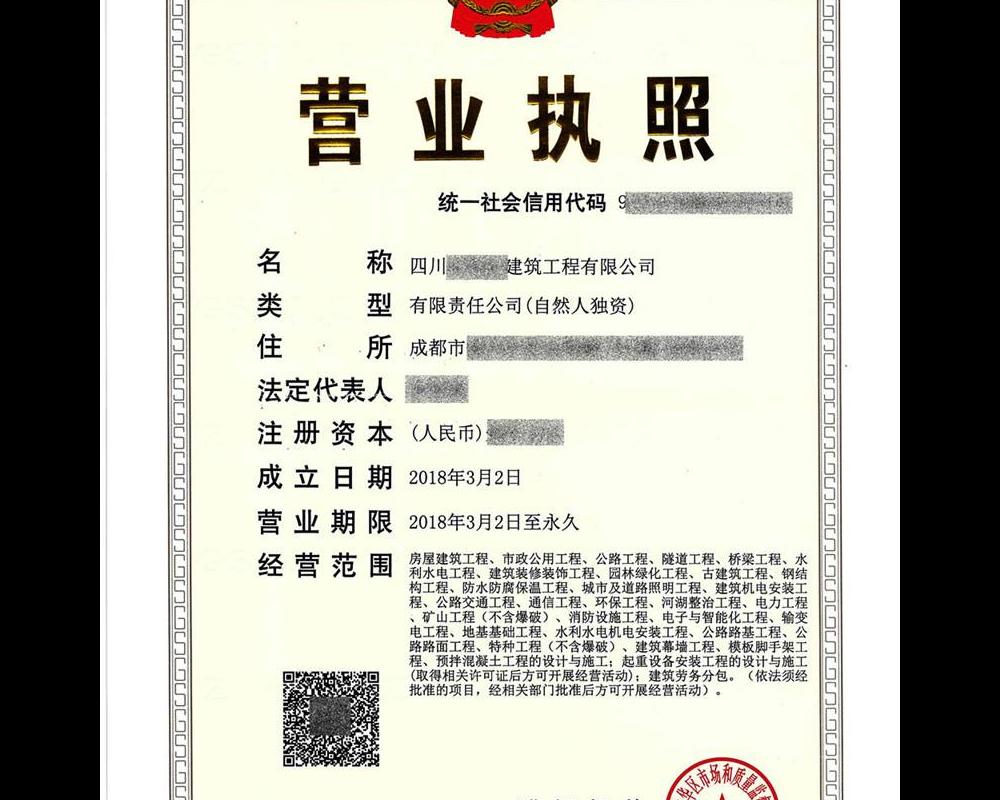 营业执照
统一社会信用代码 9
名称 四川 建筑工程有限公司
类型 有限责任公司(自然人独资)
住所 成都市
法定代表人
注册资本 (人民币)
成立日期 2018年3月2日
营业期限 2018年3月2日至永久
经营范围 房屋建筑工程、市政公用工程、公路工程、隧道工程、桥梁工程、水
利水电工程、建筑装修装饰工程、园林绿化工程、古建筑工程、钢结
构工程、防水防腐保温工程、城市及道路照明工程、建筑机电安装工
程、公路交通工程、通信工程、环保工程、河湖整治工程、电力工程
、矿山工程（不含爆破）、消防设施工程、电子与智能化工程、输变
电工程、地基基础工程、水利水电机电安装工程、公路路基工程、公
路路面工程、特种工程（不含爆破）、建筑幕墙工程、模板脚手架工
程、预拌混凝土工程的设计与施工；起重设备安装工程的设计与施工
(取得相关许可证后方可开展经营活动)；建筑劳务分包。（依法须经
批准的项目，经相关部门批准后方可开展经营活动）。
华区市场和质量监